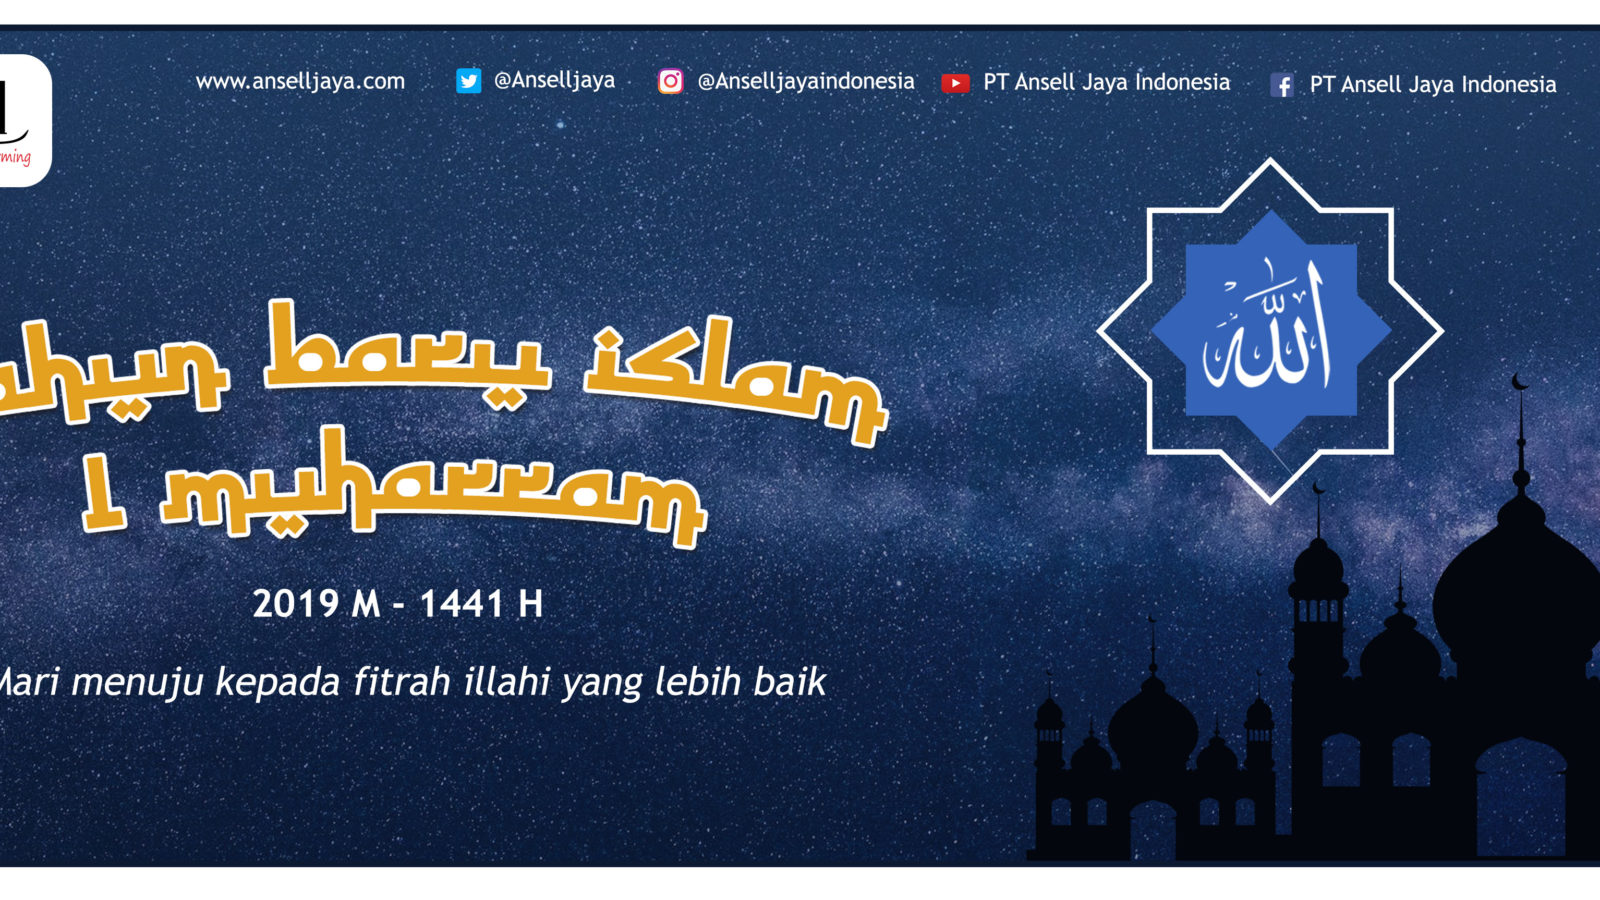 www.anselljaya.com @Anselljaya @Anselljayaindonesia PT Ansell Jaya Indonesia PT Ansell Jaya Indonesia
الله
baru islam
1 muharram
2019 M - 1441 H
Mari menuju kepada fitrah illahi yang lebih baik